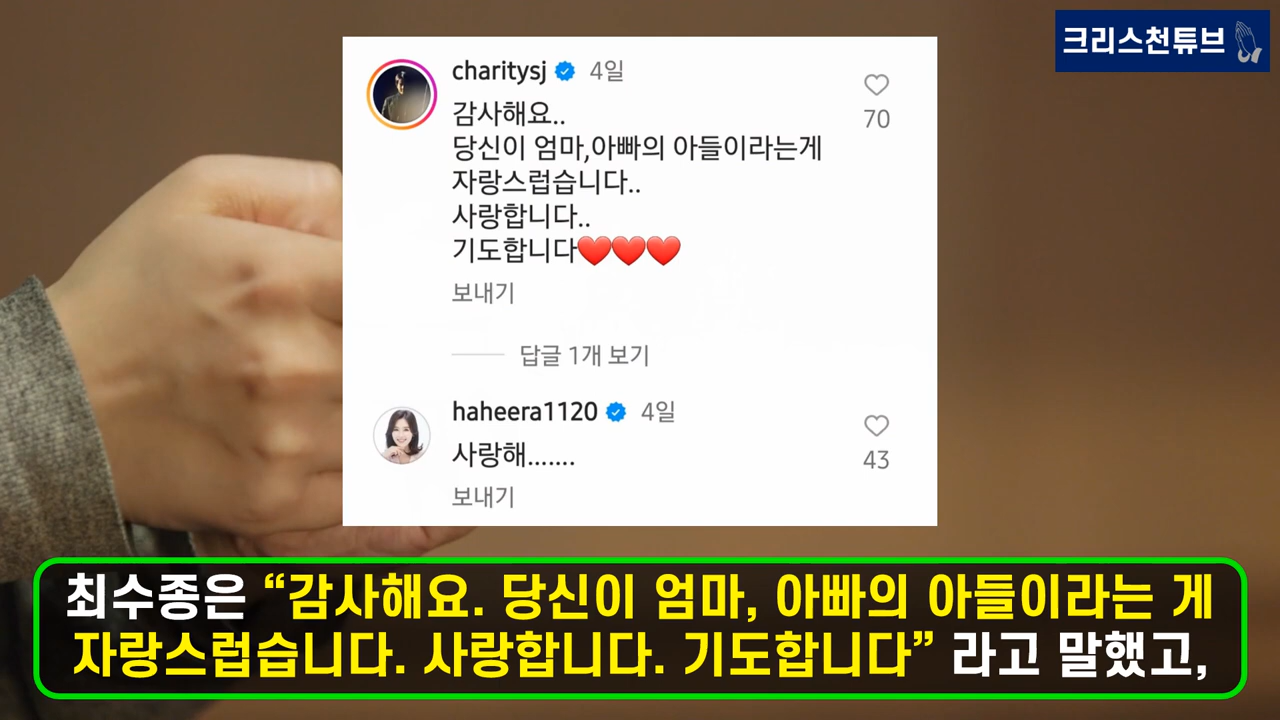 크리스천튜브
charitysj 4일
감사해요..
70
당신이 엄마,아빠의 아들이라는게
자랑스럽습니다..
사랑합니다..
기도합니다❤️❤️❤️
보내기
답글 1개 보기
haheera1120 4일
사랑해.......
43
보내기
최수종은 “감사해요. 당신이 엄마, 아빠의 아들이라는 게
자랑스럽습니다. 사랑합니다. 기도합니다” 라고 말했고,